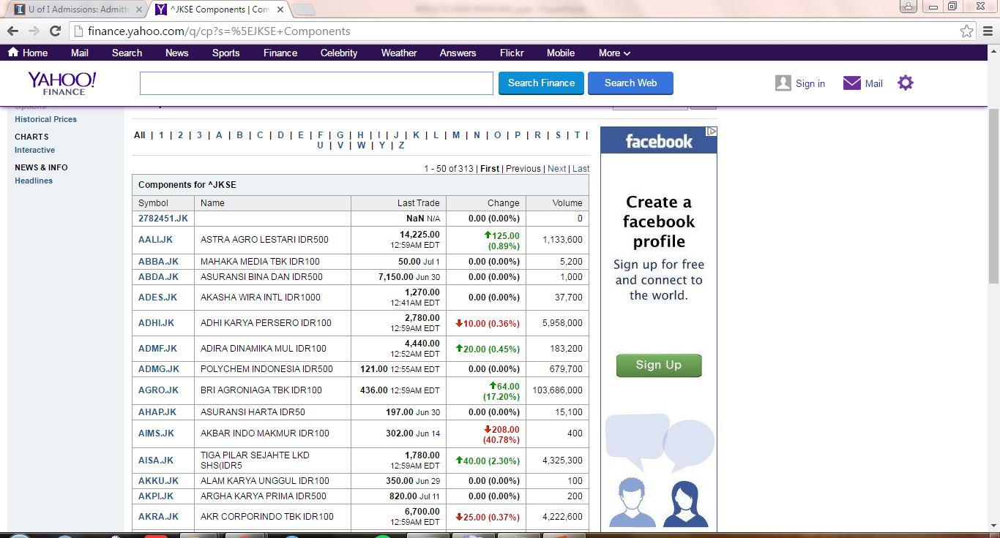 U of I Admissions: Admitte
^JKSE Components | Com
finance.yahoo.com/q/cp?s=%5EJKSE+Components
Home Mail Search News Sports Finance Celebrity Weather Answers Flickr Mobile More
YAHOO!
FINANCE
Search Finance Search Web Sign in Mail
Options
Historical Prices
CHARTS
Interactive
NEWS & INFO
Headlines
All | 1 | 2 | 3 | A | B | C | D | E | F | G | H | I | J | K | L | M | N | O | P | R | S | T |
U | V | W | Y | Z
1 - 50 of 313 | First | Previous | Next | Last
Components for ^JKSE
Symbol Name Last Trade Change Volume
2782451.JK NaN N/A 0.00 (0.00%) 0
AALI.JK ASTRA AGRO LESTARI IDR500 14,225.00 12:59AM EDT 125.00 (0.89%) 1,133,600
ABBA.JK MAHAKA MEDIA TBK IDR100 50.00 Jul 1 0.00 (0.00%) 5,200
ABDA.JK ASURANSI BINA DAN IDR500 7,150.00 Jun 30 0.00 (0.00%) 1,000
ADES.JK AKASHA WIRA INTL IDR1000 1,270.00 12:41AM EDT 0.00 (0.00%) 37,700
ADHI.JK ADHI KARYA PERSERO IDR100 2,780.00 12:59AM EDT 10.00 (0.36%) 5,958,000
ADMF.JK ADIRA DINAMIKA MUL IDR100 4,440.00 12:52AM EDT 20.00 (0.45%) 183,200
ADMG.JK POLYCHEM INDONESIA IDR500 121.00 12:55AM EDT 0.00 (0.00%) 679,700
AGRO.JK BRI AGRONIAGA TBK IDR100 436.00 12:59AM EDT 64.00 (17.20%) 103,686,000
AHAP.JK ASURANSI HARTA IDR50 197.00 Jun 30 0.00 (0.00%) 15,100
AIMS.JK AKBAR INDO MAKMUR IDR100 302.00 Jun 14 208.00 (40.78%) 400
AISA.JK TIGA PILAR SEJAHTE LKD SHS(IDR5 1,780.00 12:59AM EDT 40.00 (2.30%) 4,325,300
AKKU.JK ALAM KARYA UNGGUL IDR100 350.00 Jun 29 0.00 (0.00%) 100
AKPI.JK ARGHA KARYA PRIMA IDR500 820.00 Jul 11 0.00 (0.00%) 200
AKRA.JK AKR CORPORINDO TBK IDR100 6,700.00 12:59AM EDT 25.00 (0.37%) 4,222,600
facebook
Create a
facebook
profile
Sign up for free
and connect to
the world.
Sign Up